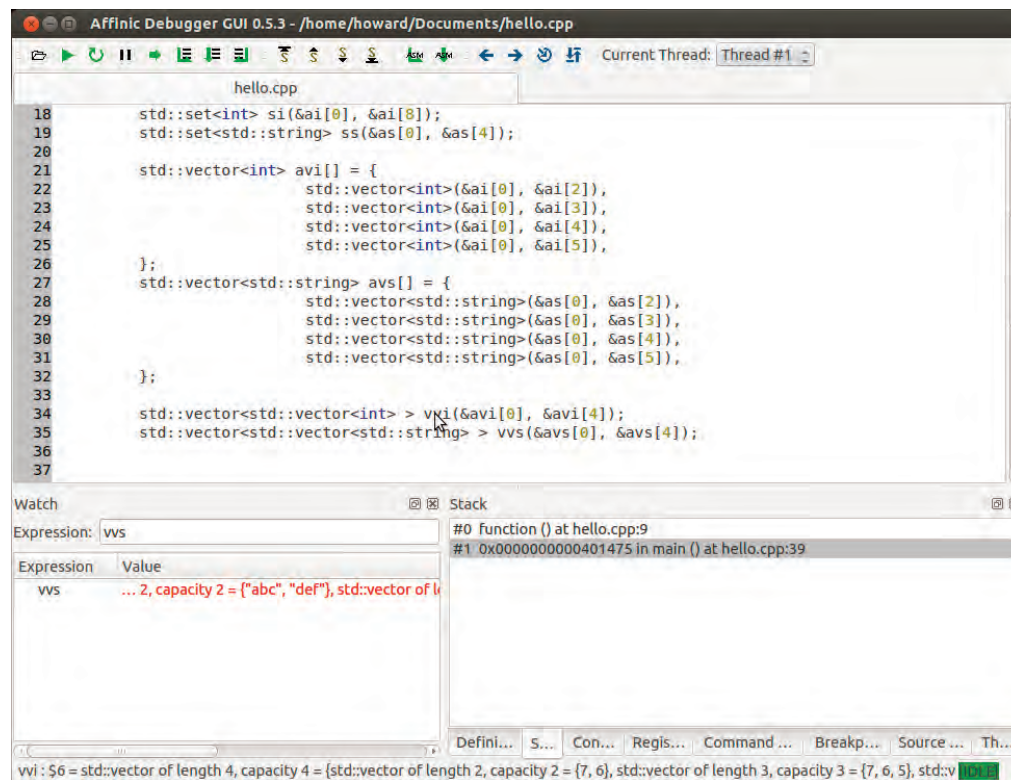 Affinic Debugger GUI 0.5.3 - /home/howard/Documents/hello.cpp
ASM ASM Current Thread: Thread #1
hello.cpp
18 std::set<int> si(&ai[0], &ai[8]);
19 std::set<std::string> ss(&as[0], &as[4]);
20
21 std::vector<int> avi[] = {
22 std::vector<int>(&ai[0], &ai[2]),
23 std::vector<int>(&ai[0], &ai[3]),
24 std::vector<int>(&ai[0], &ai[4]),
25 std::vector<int>(&ai[0], &ai[5]),
26 };
27 std::vector<std::string> avs[] = {
28 std::vector<std::string>(&as[0], &as[2]),
29 std::vector<std::string>(&as[0], &as[3]),
30 std::vector<std::string>(&as[0], &as[4]),
31 std::vector<std::string>(&as[0], &as[5]),
32 };
33
34 std::vector<std::vector<int> > vvi(&avi[0], &avi[4]);
35 std::vector<std::vector<std::string> > vvs(&avs[0], &avs[4]);
36
37
Watch
Expression: vvs
Expression Value
vvs ... 2, capacity 2 = {"abc", "def"}, std::vector of l
Stack
#0 function () at hello.cpp:9
#1 0x0000000000401475 in main () at hello.cpp:39
Defini... S... Con... Regis... Command ... Breakp... Source ... Th...
vvi : $6 = std::vector of length 4, capacity 4 = {std::vector of length 2, capacity 2 = {7, 6}, std::vector of length 3, capacity 3 = {7, 6, 5}, std::v IDLE